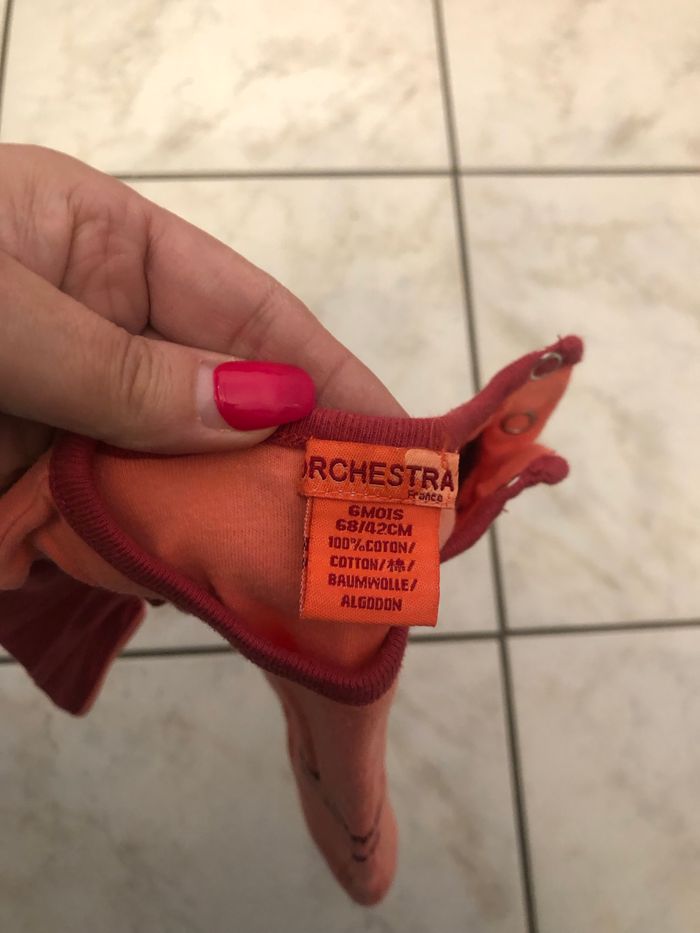 ORCHESTRA
France
6MOIS
68/42CM
100%COTON/
COTTON/棉/
BAUMWOLLE/
ALGODON